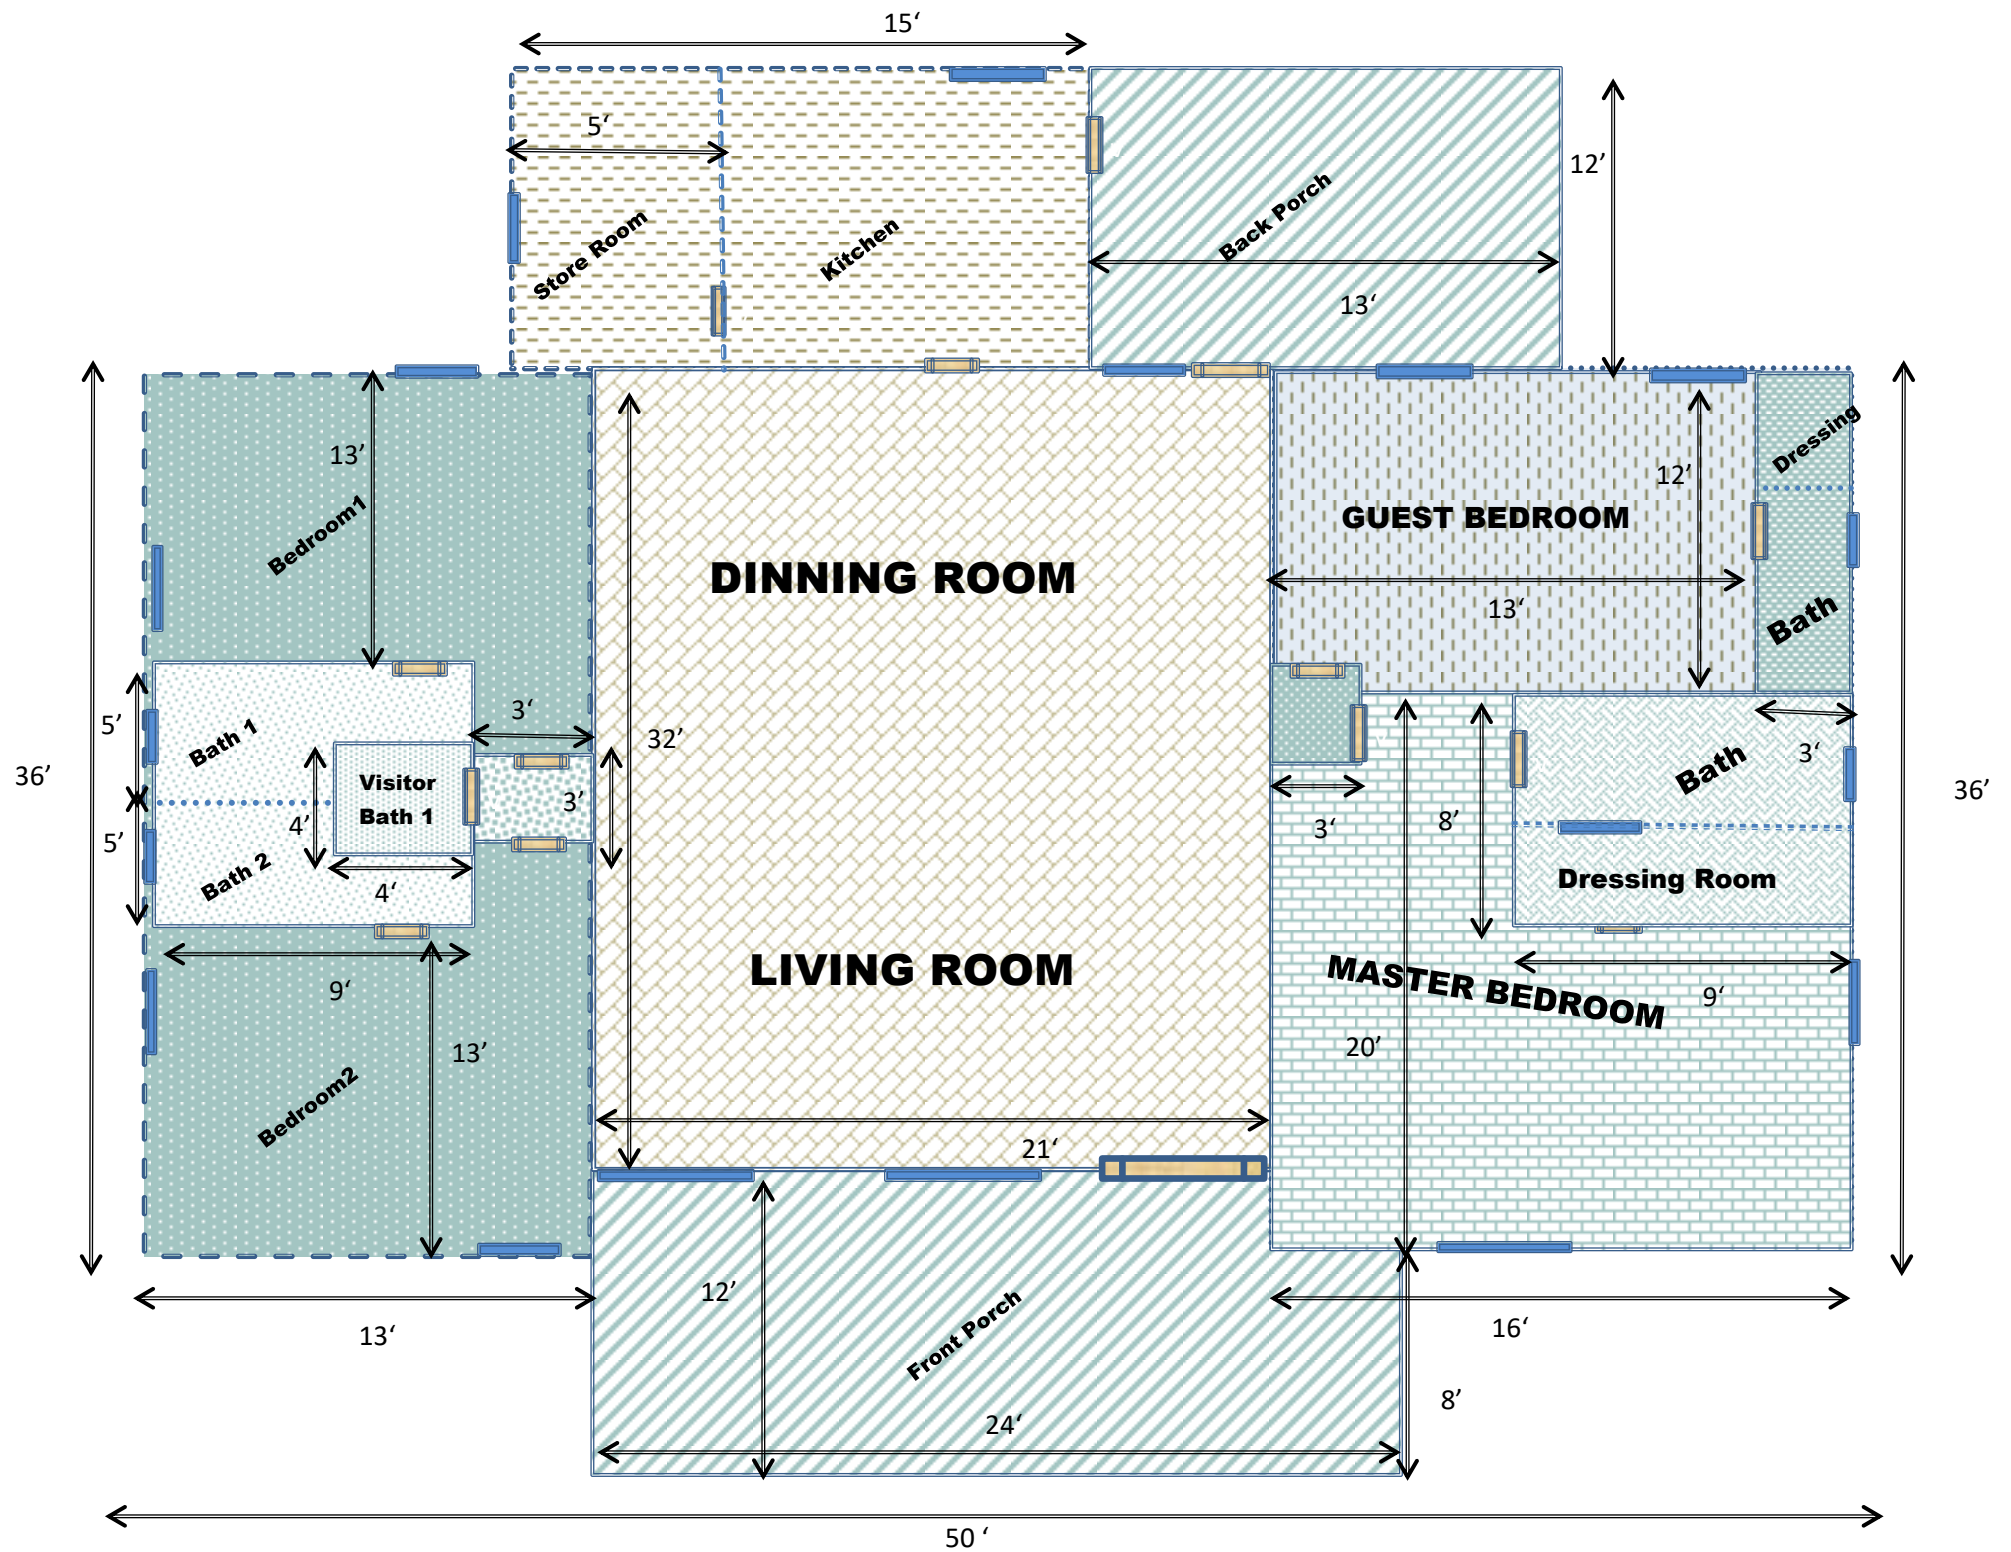 15‘
5‘
12’
Store Room
Kitchen
Back Porch
13‘
13’
Bedroom1
DINNING ROOM
GUEST BEDROOM
12’
13‘
Dressing
Bath
36’
5’
5’
Bath 1
Bath 2
Visitor
Bath 1
4’
4‘
3‘
3’
32’
9‘
3‘
8’
Bath
3‘
Dressing Room
36’
LIVING ROOM
MASTER BEDROOM
9‘
20’
13’
Bedroom2
21‘
12’
Front Porch
13‘
16‘
8’
24‘
50 ‘